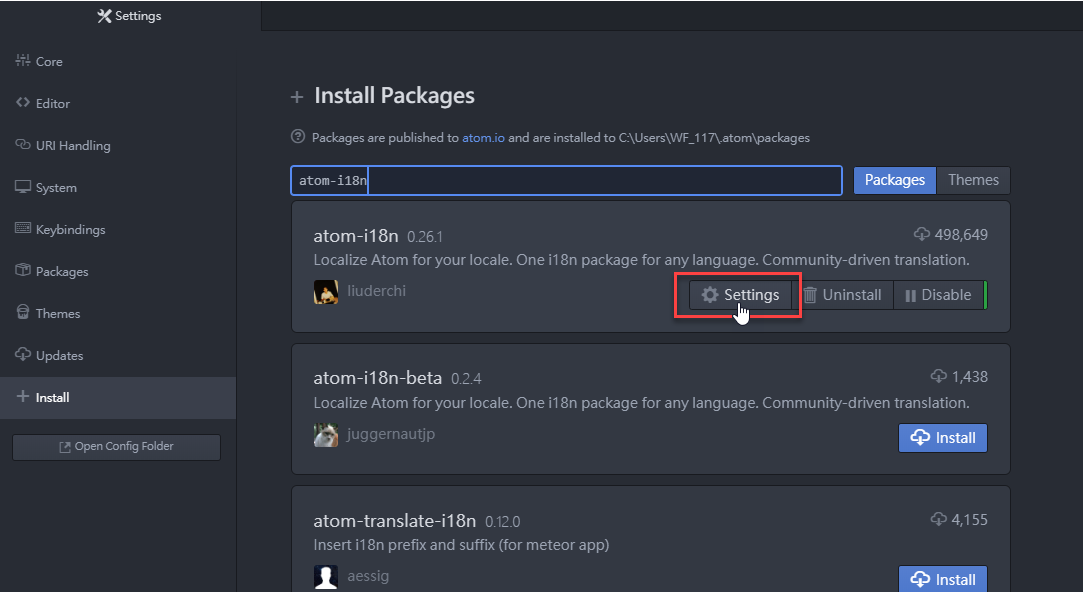 Settings
Core
Editor
URI Handling
System
Keybindings
Packages
Themes
Updates
Install
Open Config Folder
Install Packages
Packages are published to atom.io and are installed to C:\Users\WF_117\.atom\packages
atom-i18n
Packages Themes
atom-i18n 0.26.1 498,649
Localize Atom for your locale. One i18n package for any language. Community-driven translation.
liuderchi
Settings Uninstall Disable
atom-i18n-beta 0.2.4 1,438
Localize Atom for your locale. One i18n package for any language. Community-driven translation.
juggernautjp
Install
atom-translate-i18n 0.12.0 4,155
Insert i18n prefix and suffix (for meteor app)
aessig
Install